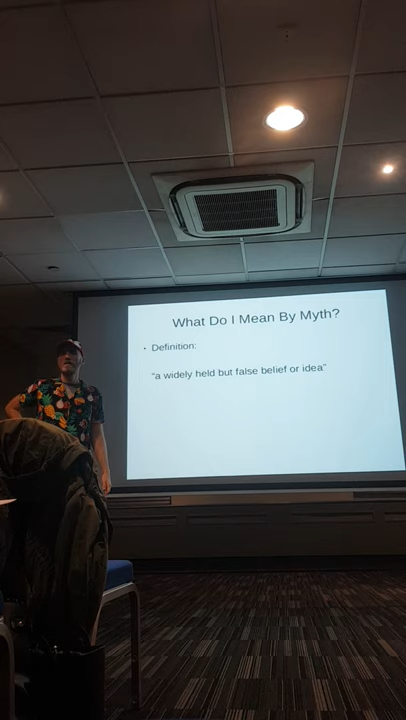 What Do I Mean By Myth?
• Definition:
“a widely held but false belief or idea”